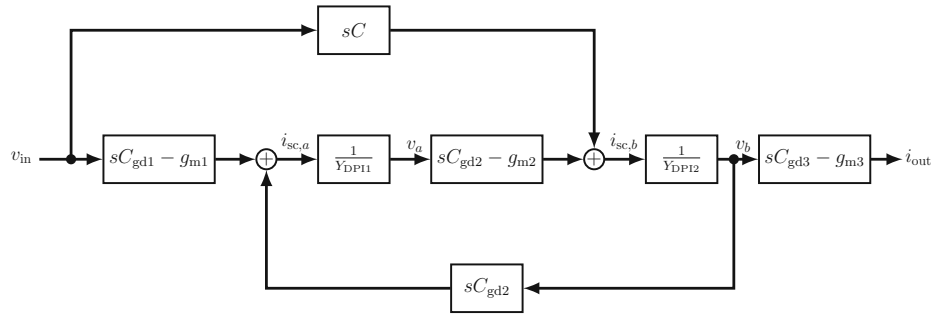 sC
v_in sC_gd1 − g_m1 + i_sc,a 1/Y_DPI1 v_a sC_gd2 − g_m2 + i_sc,b 1/Y_DPI2 v_b sC_gd3 − g_m3 i_out
sC_gd2